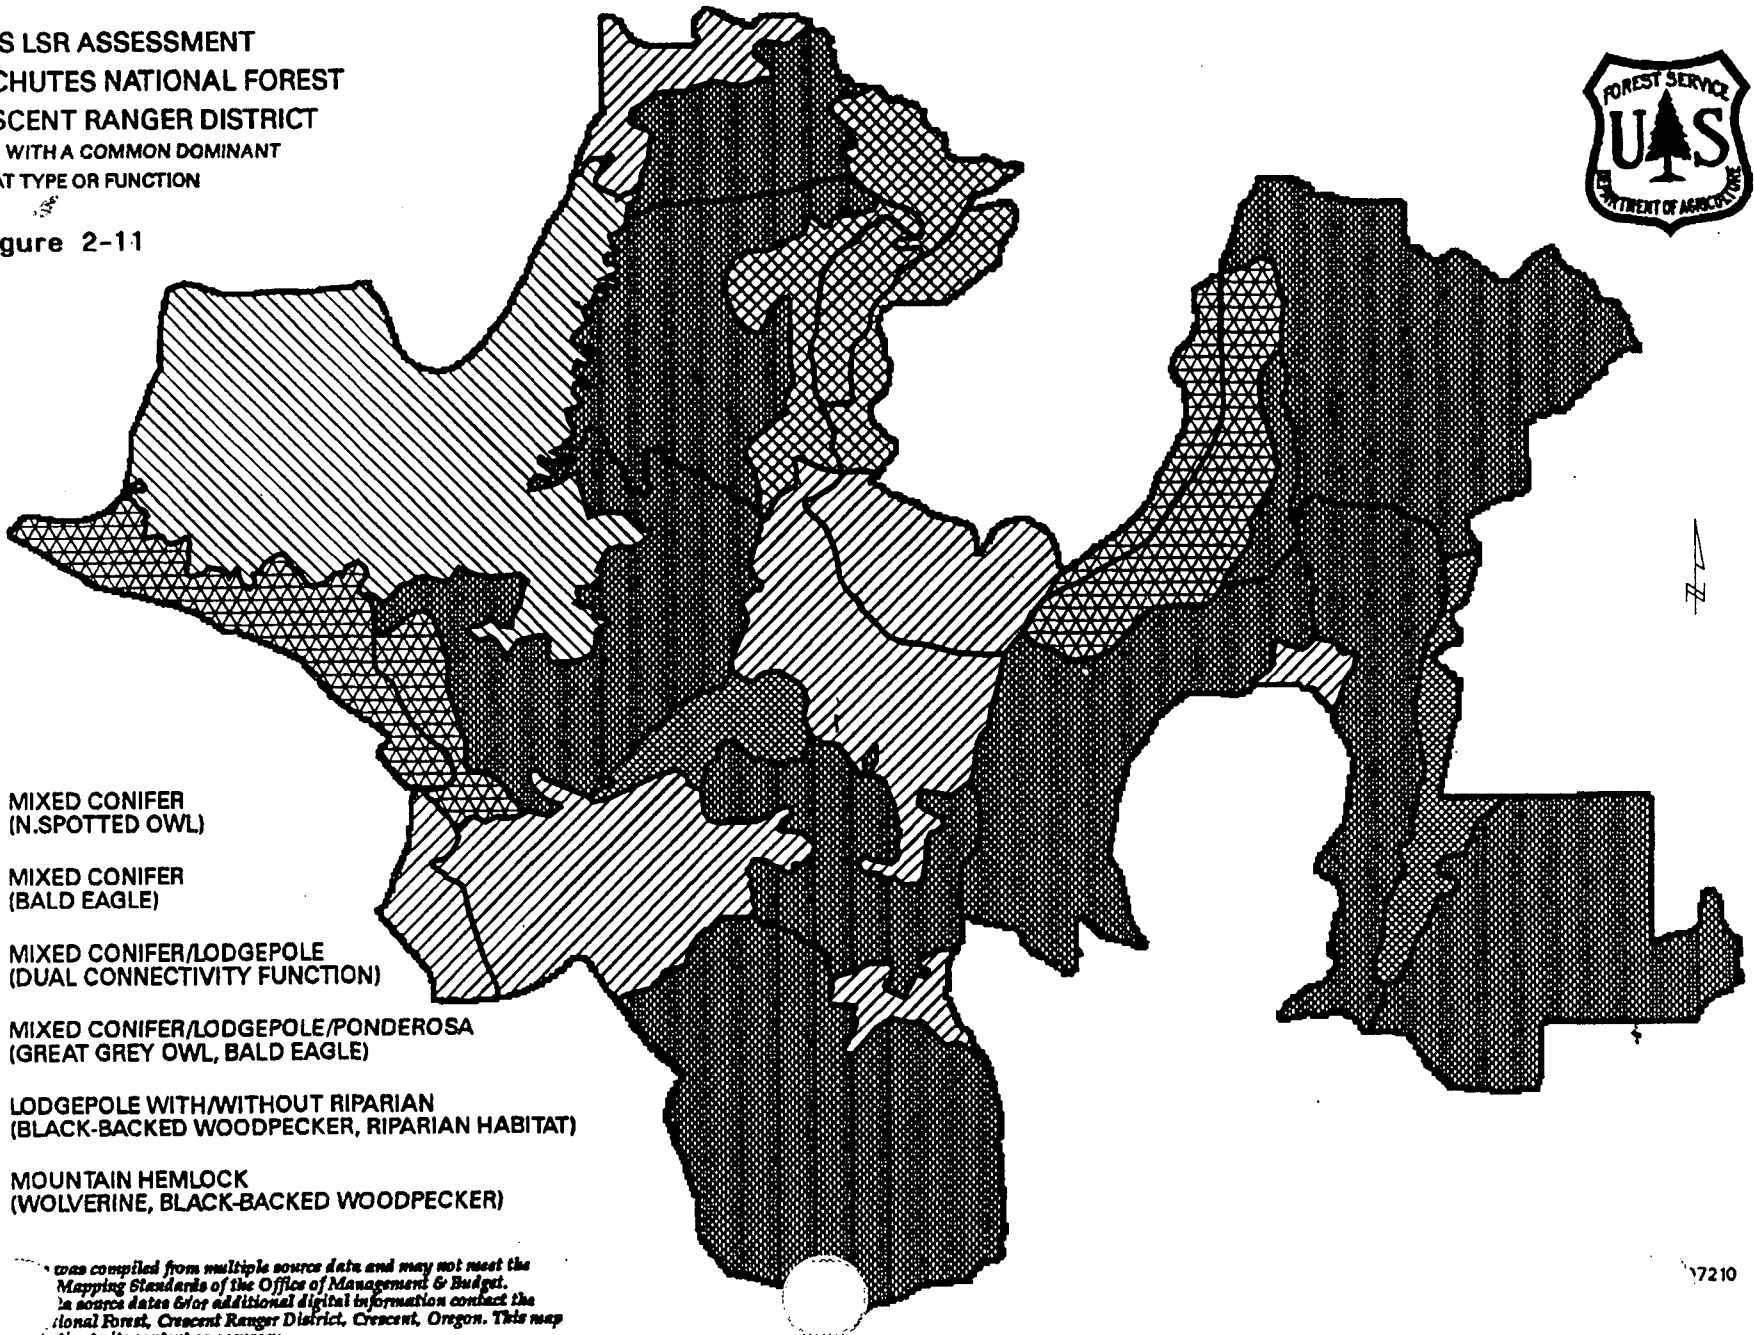 S LSR ASSESSMENT
CHUTES NATIONAL FOREST
SCENT RANGER DISTRICT
WITH A COMMON DOMINANT
AT TYPE OR FUNCTION
gure 2-11
FOREST SERVICE
U S
DEPARTMENT OF AGRICULTURE
MIXED CONIFER
(N.SPOTTED OWL)
MIXED CONIFER
(BALD EAGLE)
MIXED CONIFER/LODGEPOLE
(DUAL CONNECTIVITY FUNCTION)
MIXED CONIFER/LODGEPOLE/PONDEROSA
(GREAT GREY OWL, BALD EAGLE)
LODGEPOLE WITH/WITHOUT RIPARIAN
(BLACK-BACKED WOODPECKER, RIPARIAN HABITAT)
MOUNTAIN HEMLOCK
(WOLVERINE, BLACK-BACKED WOODPECKER)
was compiled from multiple source data and may not meet the
Mapping Standards of the Office of Management & Budget.
source dates &/or additional digital information contact the
ional Forest, Crescent Ranger District, Crescent, Oregon. This map
7210